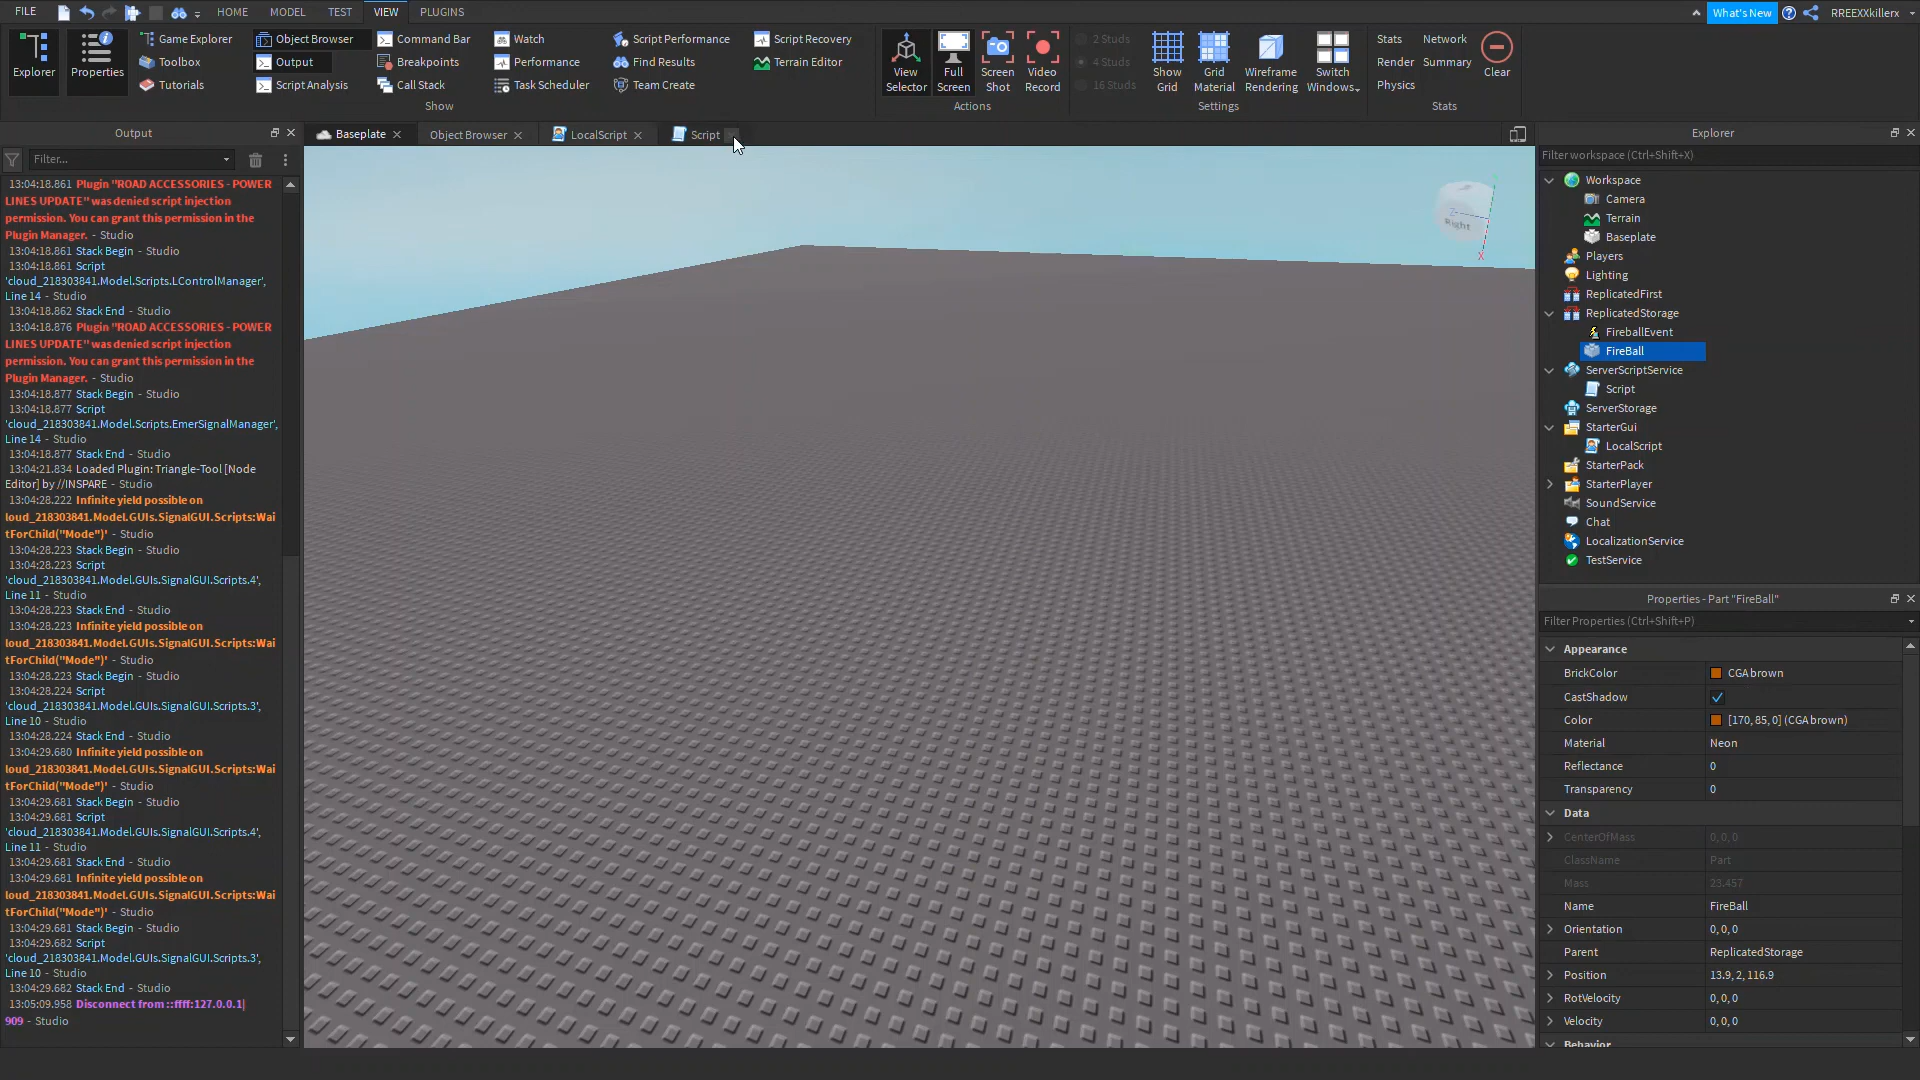 FILE
HOME
MODEL
TEST
VIEW
PLUGINS
What's New
RREEXXkillerx
Explorer
Properties
Game Explorer
Toolbox
Tutorials
Object Browser
Output
Script Analysis
Command Bar
Breakpoints
Call Stack
Watch
Performance
Task Scheduler
Script Performance
Find Results
Team Create
Script Recovery
Terrain Editor
Show
View
Selector
Full
Screen
Screen
Shot
Video
Record
Actions
2 Studs
4 Studs
16 Studs
Show
Grid
Grid
Material
Wireframe
Rendering
Switch
Windows
Settings
Stats
Network
Render
Summary
Physics
Clear
Stats
Output
Filter...
13:04:18.861 Plugin "ROAD ACCESSORIES - POWER
LINES UPDATE" was denied script injection
permission. You can grant this permission in the
Plugin Manager. - Studio
13:04:18.861 Stack Begin - Studio
13:04:18.861 Script
'cloud_218303841.Model.Scripts.LControlManager',
Line 14 - Studio
13:04:18.862 Stack End - Studio
13:04:18.876 Plugin "ROAD ACCESSORIES - POWER
LINES UPDATE" was denied script injection
permission. You can grant this permission in the
Plugin Manager. - Studio
13:04:18.877 Stack Begin - Studio
13:04:18.877 Script
'cloud_218303841.Model.Scripts.EmerSignalManager',
Line 14 - Studio
13:04:18.877 Stack End - Studio
13:04:21.834 Loaded Plugin: Triangle-Tool [Node
Editor] by //INSPARE - Studio
13:04:28.222 Infinite yield possible on
loud_218303841.Model.GUIs.SignalGUI.Scripts:Wai
tForChild("Mode")' - Studio
13:04:28.223 Stack Begin - Studio
13:04:28.223 Script
'cloud_218303841.Model.GUIs.SignalGUI.Scripts.4',
Line 11 - Studio
13:04:28.223 Stack End - Studio
13:04:28.223 Infinite yield possible on
loud_218303841.Model.GUIs.SignalGUI.Scripts:Wai
tForChild("Mode")' - Studio
13:04:28.223 Stack Begin - Studio
13:04:28.224 Script
'cloud_218303841.Model.GUIs.SignalGUI.Scripts.3',
Line 10 - Studio
13:04:28.224 Stack End - Studio
13:04:29.680 Infinite yield possible on
loud_218303841.Model.GUIs.SignalGUI.Scripts:Wai
tForChild("Mode")' - Studio
13:04:29.681 Stack Begin - Studio
13:04:29.681 Script
'cloud_218303841.Model.GUIs.SignalGUI.Scripts.4',
Line 11 - Studio
13:04:29.681 Stack End - Studio
13:04:29.681 Infinite yield possible on
loud_218303841.Model.GUIs.SignalGUI.Scripts:Wai
tForChild("Mode")' - Studio
13:04:29.681 Stack Begin - Studio
13:04:29.682 Script
'cloud_218303841.Model.GUIs.SignalGUI.Scripts.3',
Line 10 - Studio
13:04:29.682 Stack End - Studio
13:05:09.958 Disconnect from ::ffff:127.0.0.1|
909 - Studio
Baseplate
Object Browser
LocalScript
Script
Right
Z
X
Explorer
Filter workspace (Ctrl+Shift+X)
Workspace
Camera
Terrain
Baseplate
Players
Lighting
ReplicatedFirst
ReplicatedStorage
FireballEvent
FireBall
ServerScriptService
Script
ServerStorage
StarterGui
LocalScript
StarterPack
StarterPlayer
SoundService
Chat
LocalizationService
TestService
Properties - Part "FireBall"
Filter Properties (Ctrl+Shift+P)
Appearance
BrickColor CGA brown
CastShadow
Color [170, 85, 0] (CGA brown)
Material Neon
Reflectance 0
Transparency 0
Data
CenterOfMass 0, 0, 0
ClassName Part
Mass 23.457
Name FireBall
Orientation 0, 0, 0
Parent ReplicatedStorage
Position 13.9, 2, 116.9
RotVelocity 0, 0, 0
Velocity 0, 0, 0
Behavior